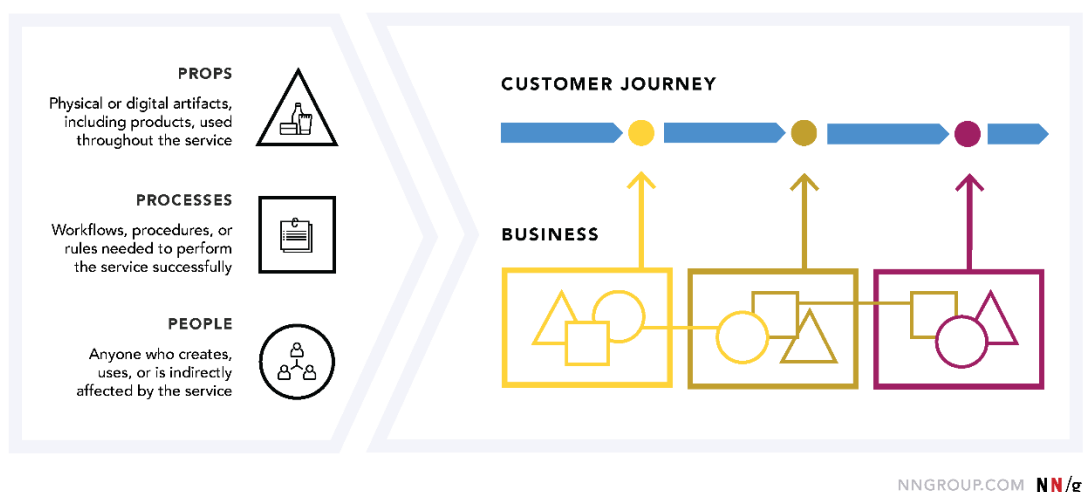 PROPS
Physical or digital artifacts,
including products, used
throughout the service
PROCESSES
Workflows, procedures, or
rules needed to perform
the service successfully
PEOPLE
Anyone who creates,
uses, or is indirectly
affected by the service
CUSTOMER JOURNEY
BUSINESS
NNGROUP.COM NN/g